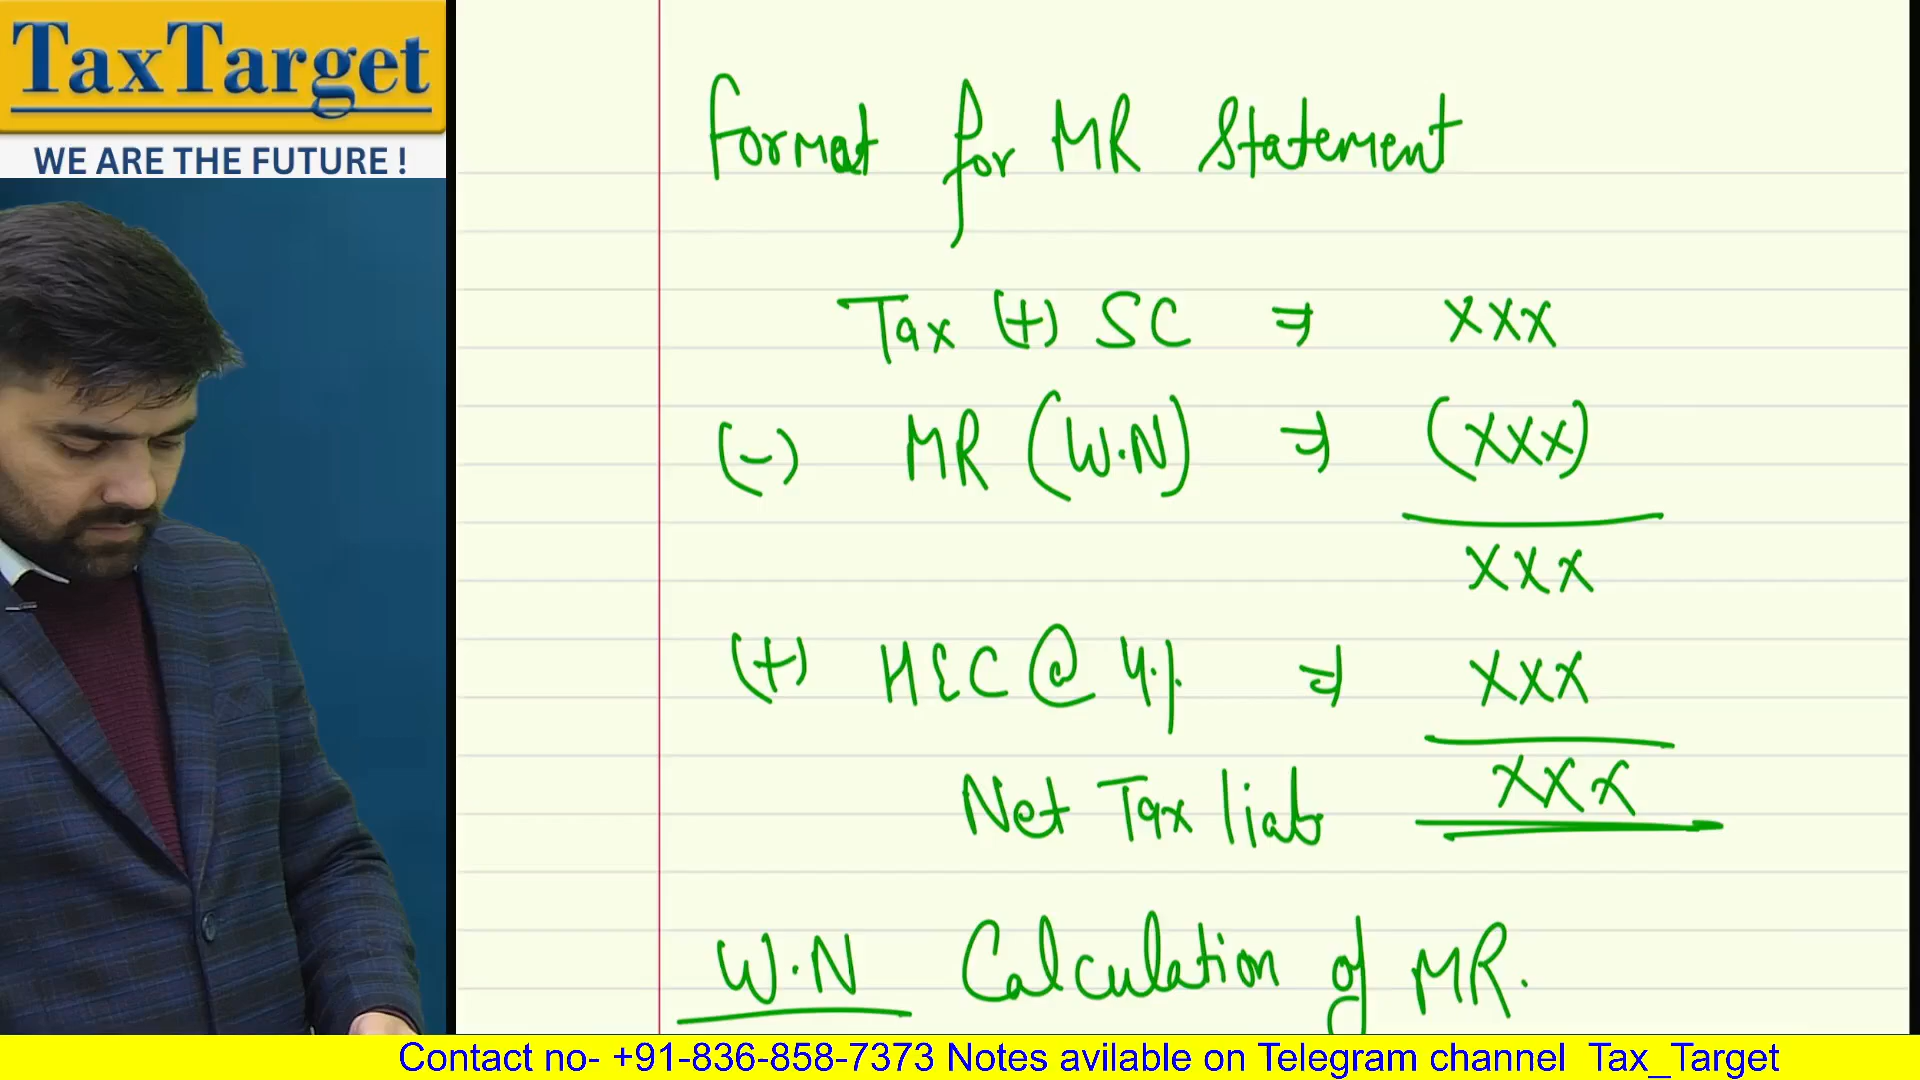 TaxTarget
WE ARE THE FUTURE !
Format for MR Statement
Tax (+) SC ⇒ XXX
(-) MR (W.N) ⇒ (XXX)
XXX
(+) HEC @ 4% ⇒ XXX
Net Tax liab XXX
W.N Calculation of MR.
Contact no- +91-836-858-7373 Notes avilable on Telegram channel Tax_Target